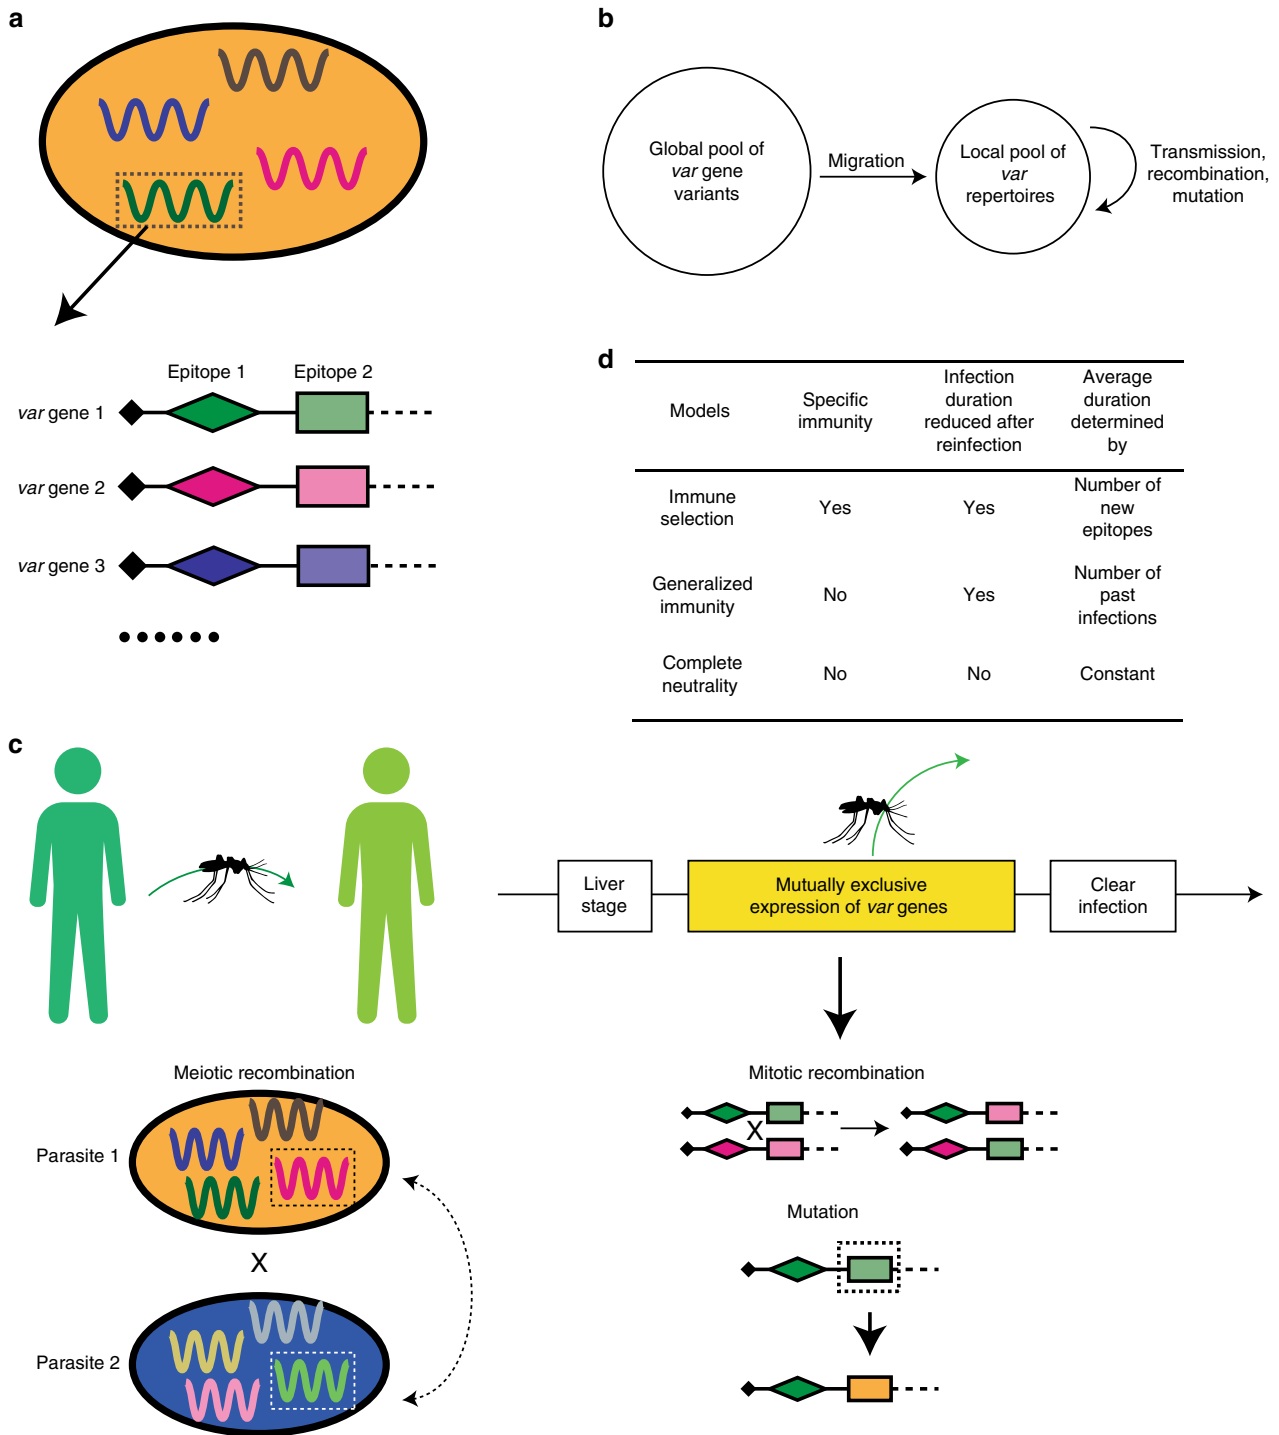 a
Epitope 1 Epitope 2
var gene 1
var gene 2
var gene 3
b
Global pool of
var gene
variants
Migration
Local pool of
var
repertoires
Transmission,
recombination,
mutation
d
Models
Specific
immunity
Infection
duration
reduced after
reinfection
Average
duration
determined
by
Immune
selection
Yes
Yes
Number of
new
epitopes
Generalized
immunity
No
Yes
Number of
past
infections
Complete
neutrality
No
No
Constant
c
Liver
stage
Mutually exclusive
expression of var genes
Clear
infection
Meiotic recombination
Parasite 1
X
Parasite 2
Mitotic recombination
X
Mutation